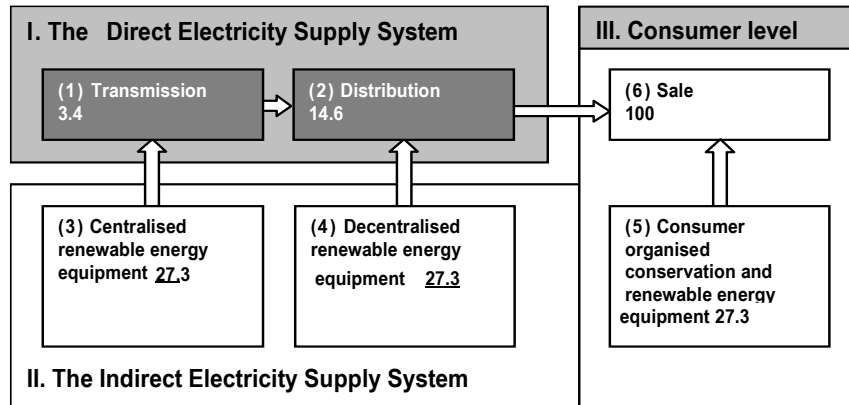 I. The Direct Electricity Supply System
III. Consumer level
(1) Transmission
3.4
(2) Distribution
14.6
(6) Sale
100
(3) Centralised
renewable energy
equipment 27.3
(4) Decentralised
renewable energy
equipment 27.3
(5) Consumer
organised
conservation and
renewable energy
equipment 27.3
II. The Indirect Electricity Supply System